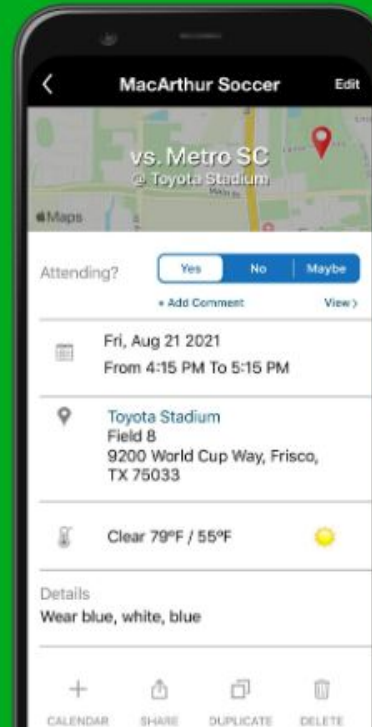 MacArthur Soccer Edit
vs. Metro SC
@ Toyota Stadium
Main St
Maps
Attending? Yes No Maybe
+ Add Comment View >
Fri, Aug 21 2021
From 4:15 PM To 5:15 PM
Toyota Stadium
Field 8
9200 World Cup Way, Frisco,
TX 75033
Clear 79°F / 55°F
Details
Wear blue, white, blue
CALENDAR SHARE DUPLICATE DELETE